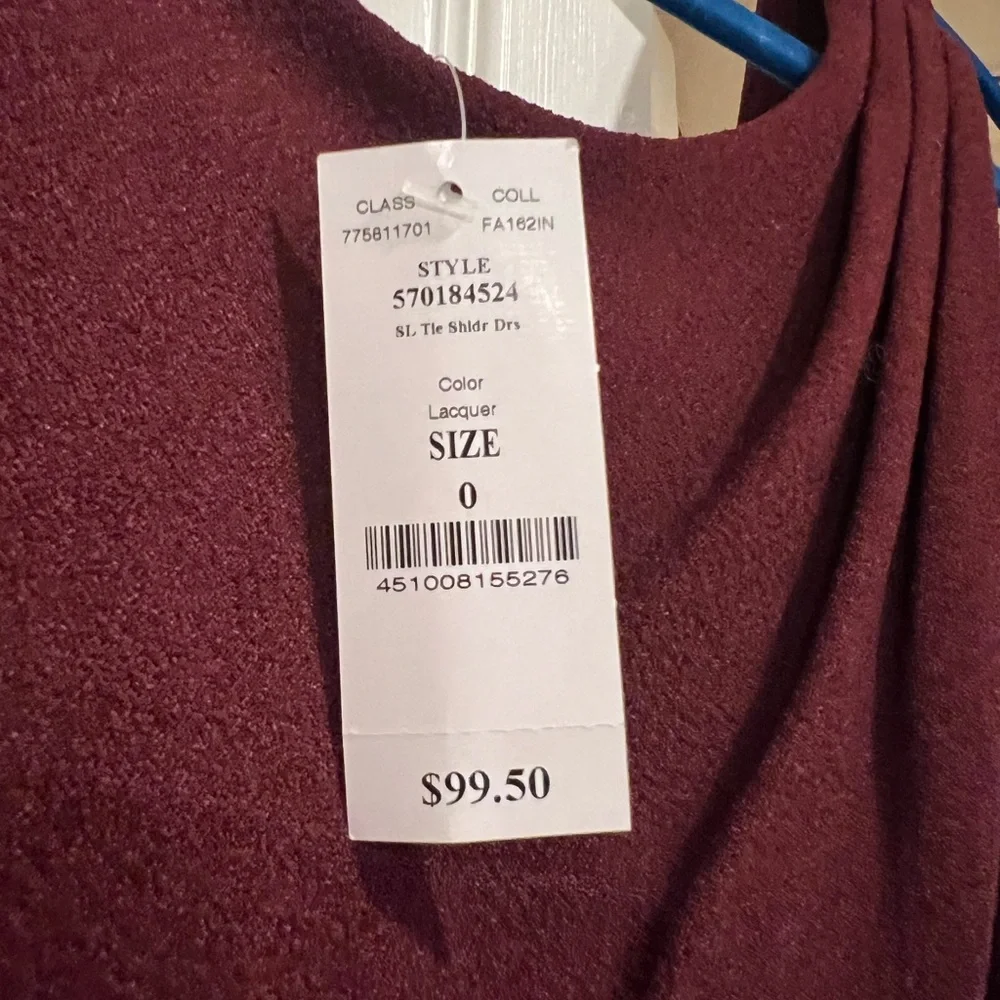 CLASS COLL
775811701 FA162IN
STYLE
570184524
SL Tie Shldr Drs
Color
Lacquer
SIZE
0
451008155276
$99.50